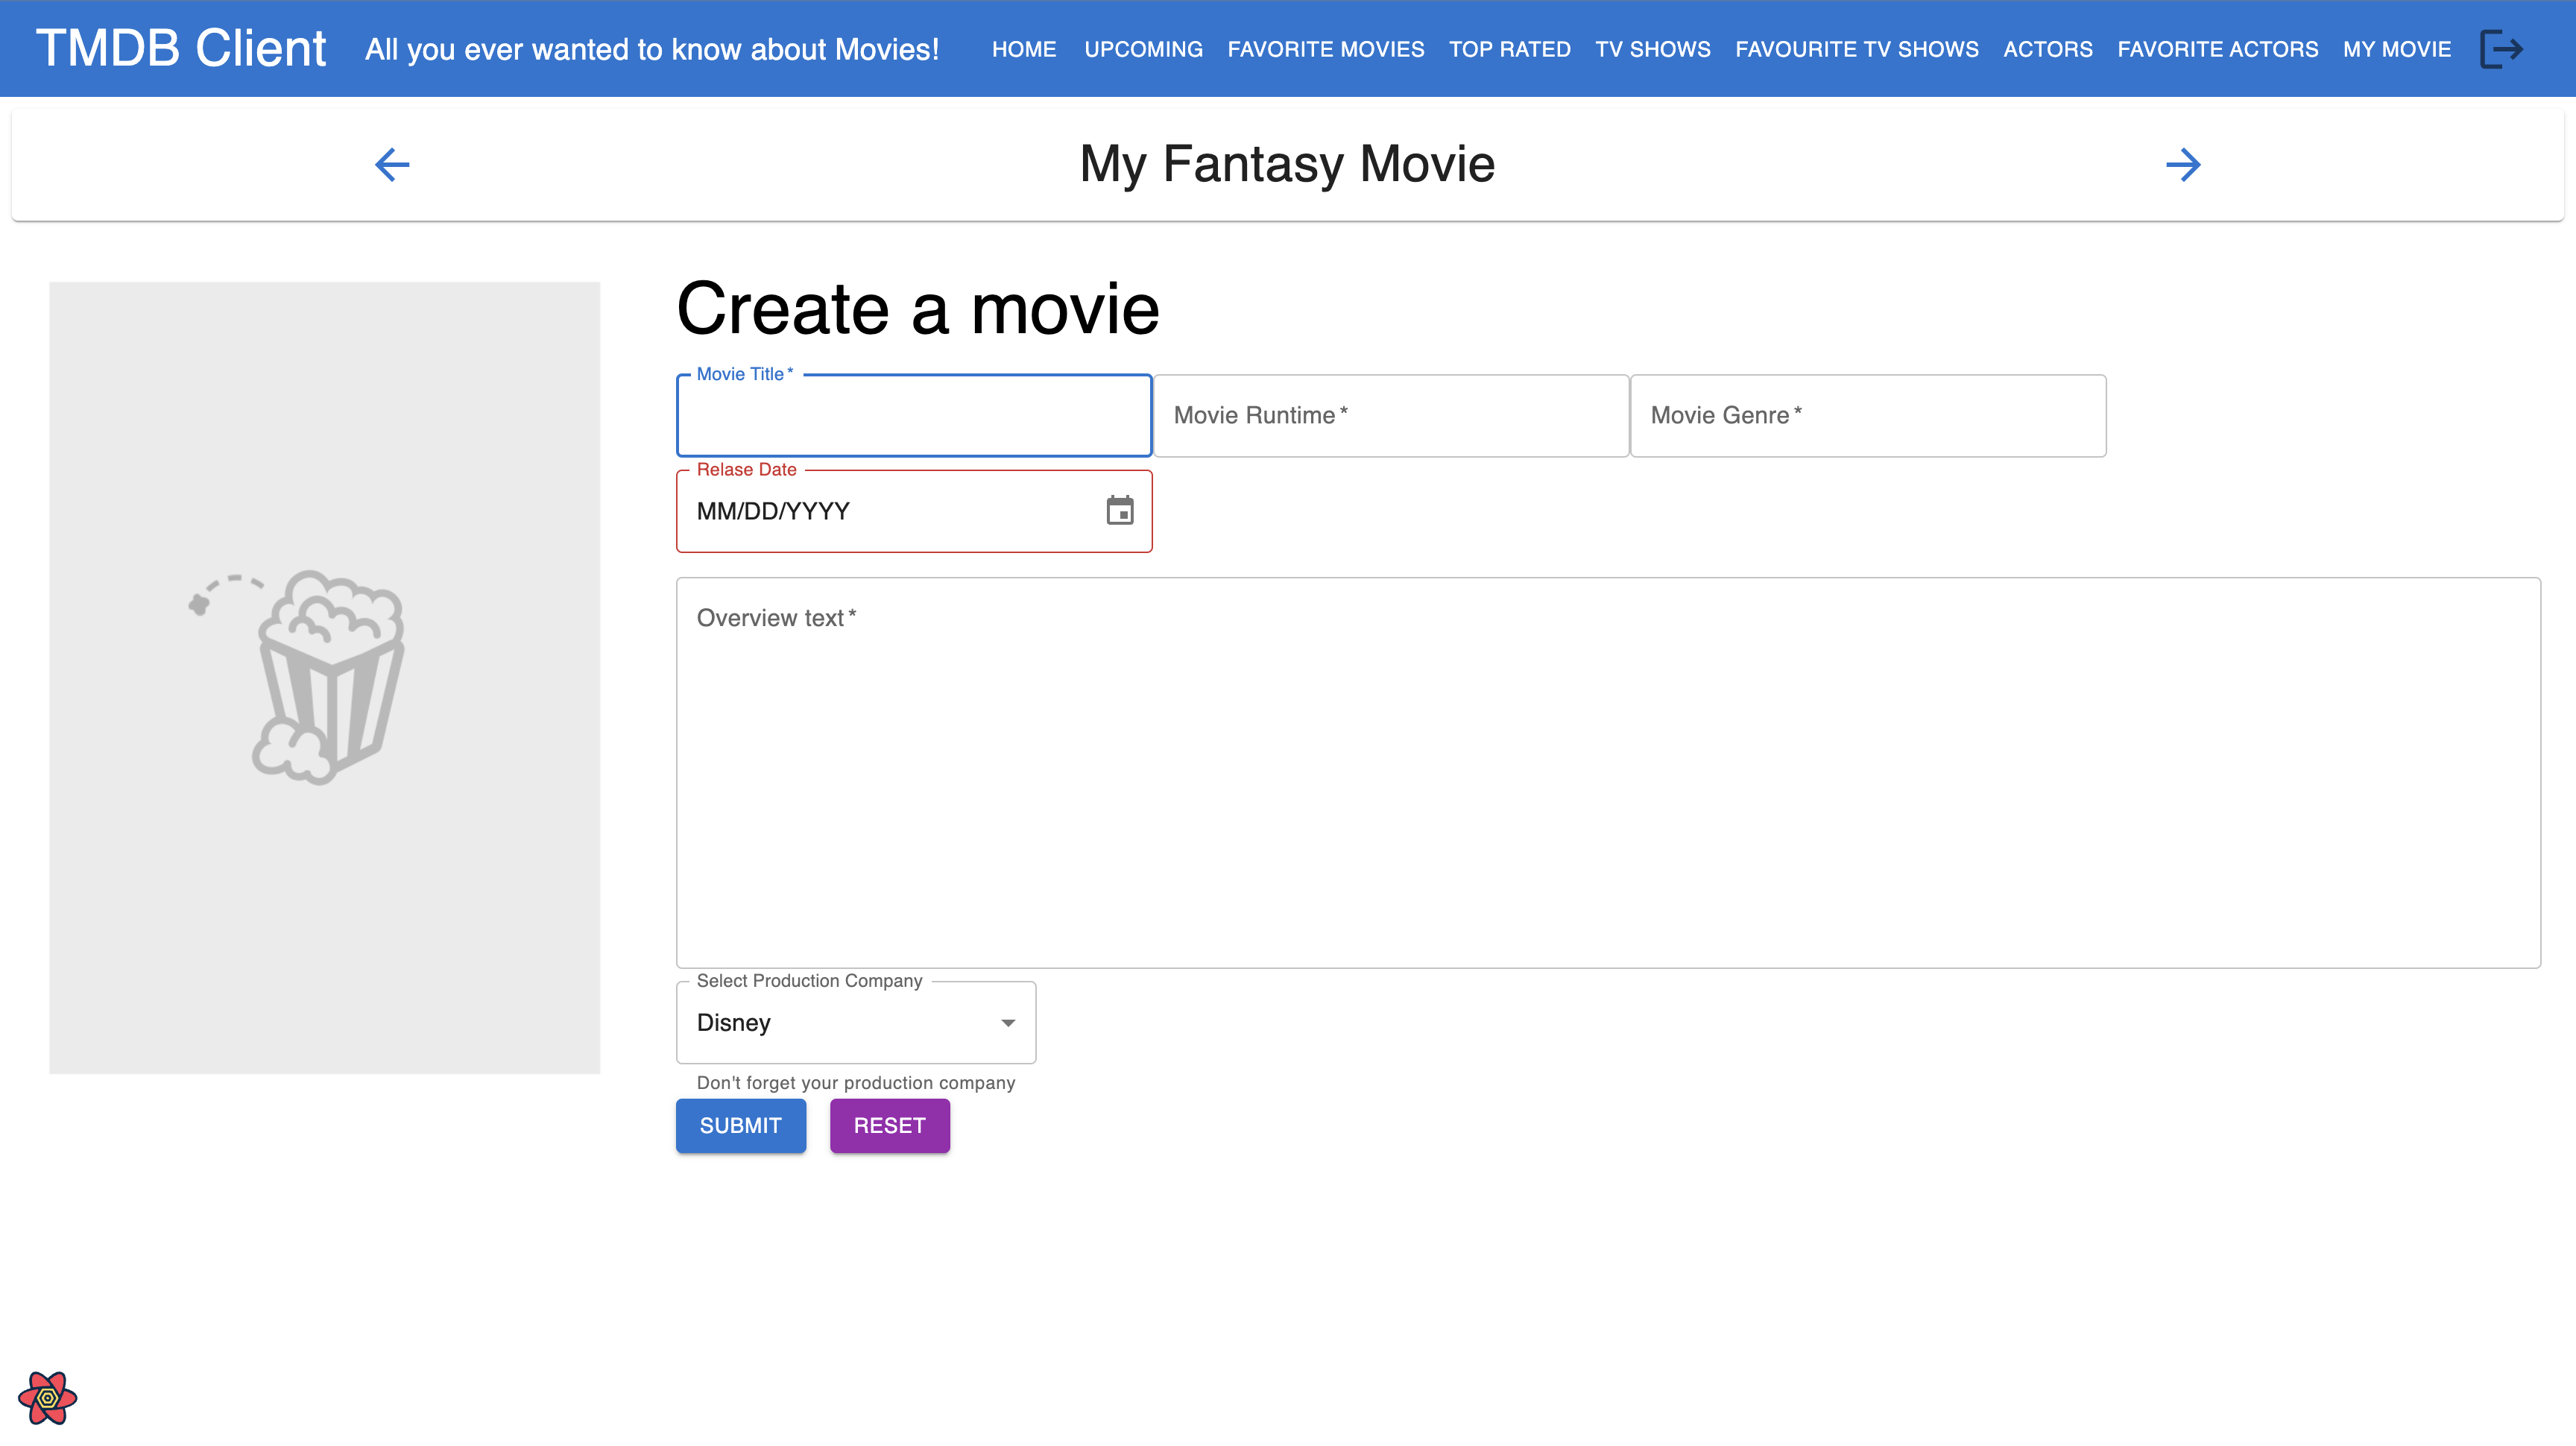 TMDB Client All you ever wanted to know about Movies! HOME UPCOMING FAVORITE MOVIES TOP RATED TV SHOWS FAVOURITE TV SHOWS ACTORS FAVORITE ACTORS MY MOVIE
My Fantasy Movie
Create a movie
Movie Title *
Movie Runtime * Movie Genre *
Relase Date
MM/DD/YYYY
Overview text *
Select Production Company
Disney
Don't forget your production company
SUBMIT RESET